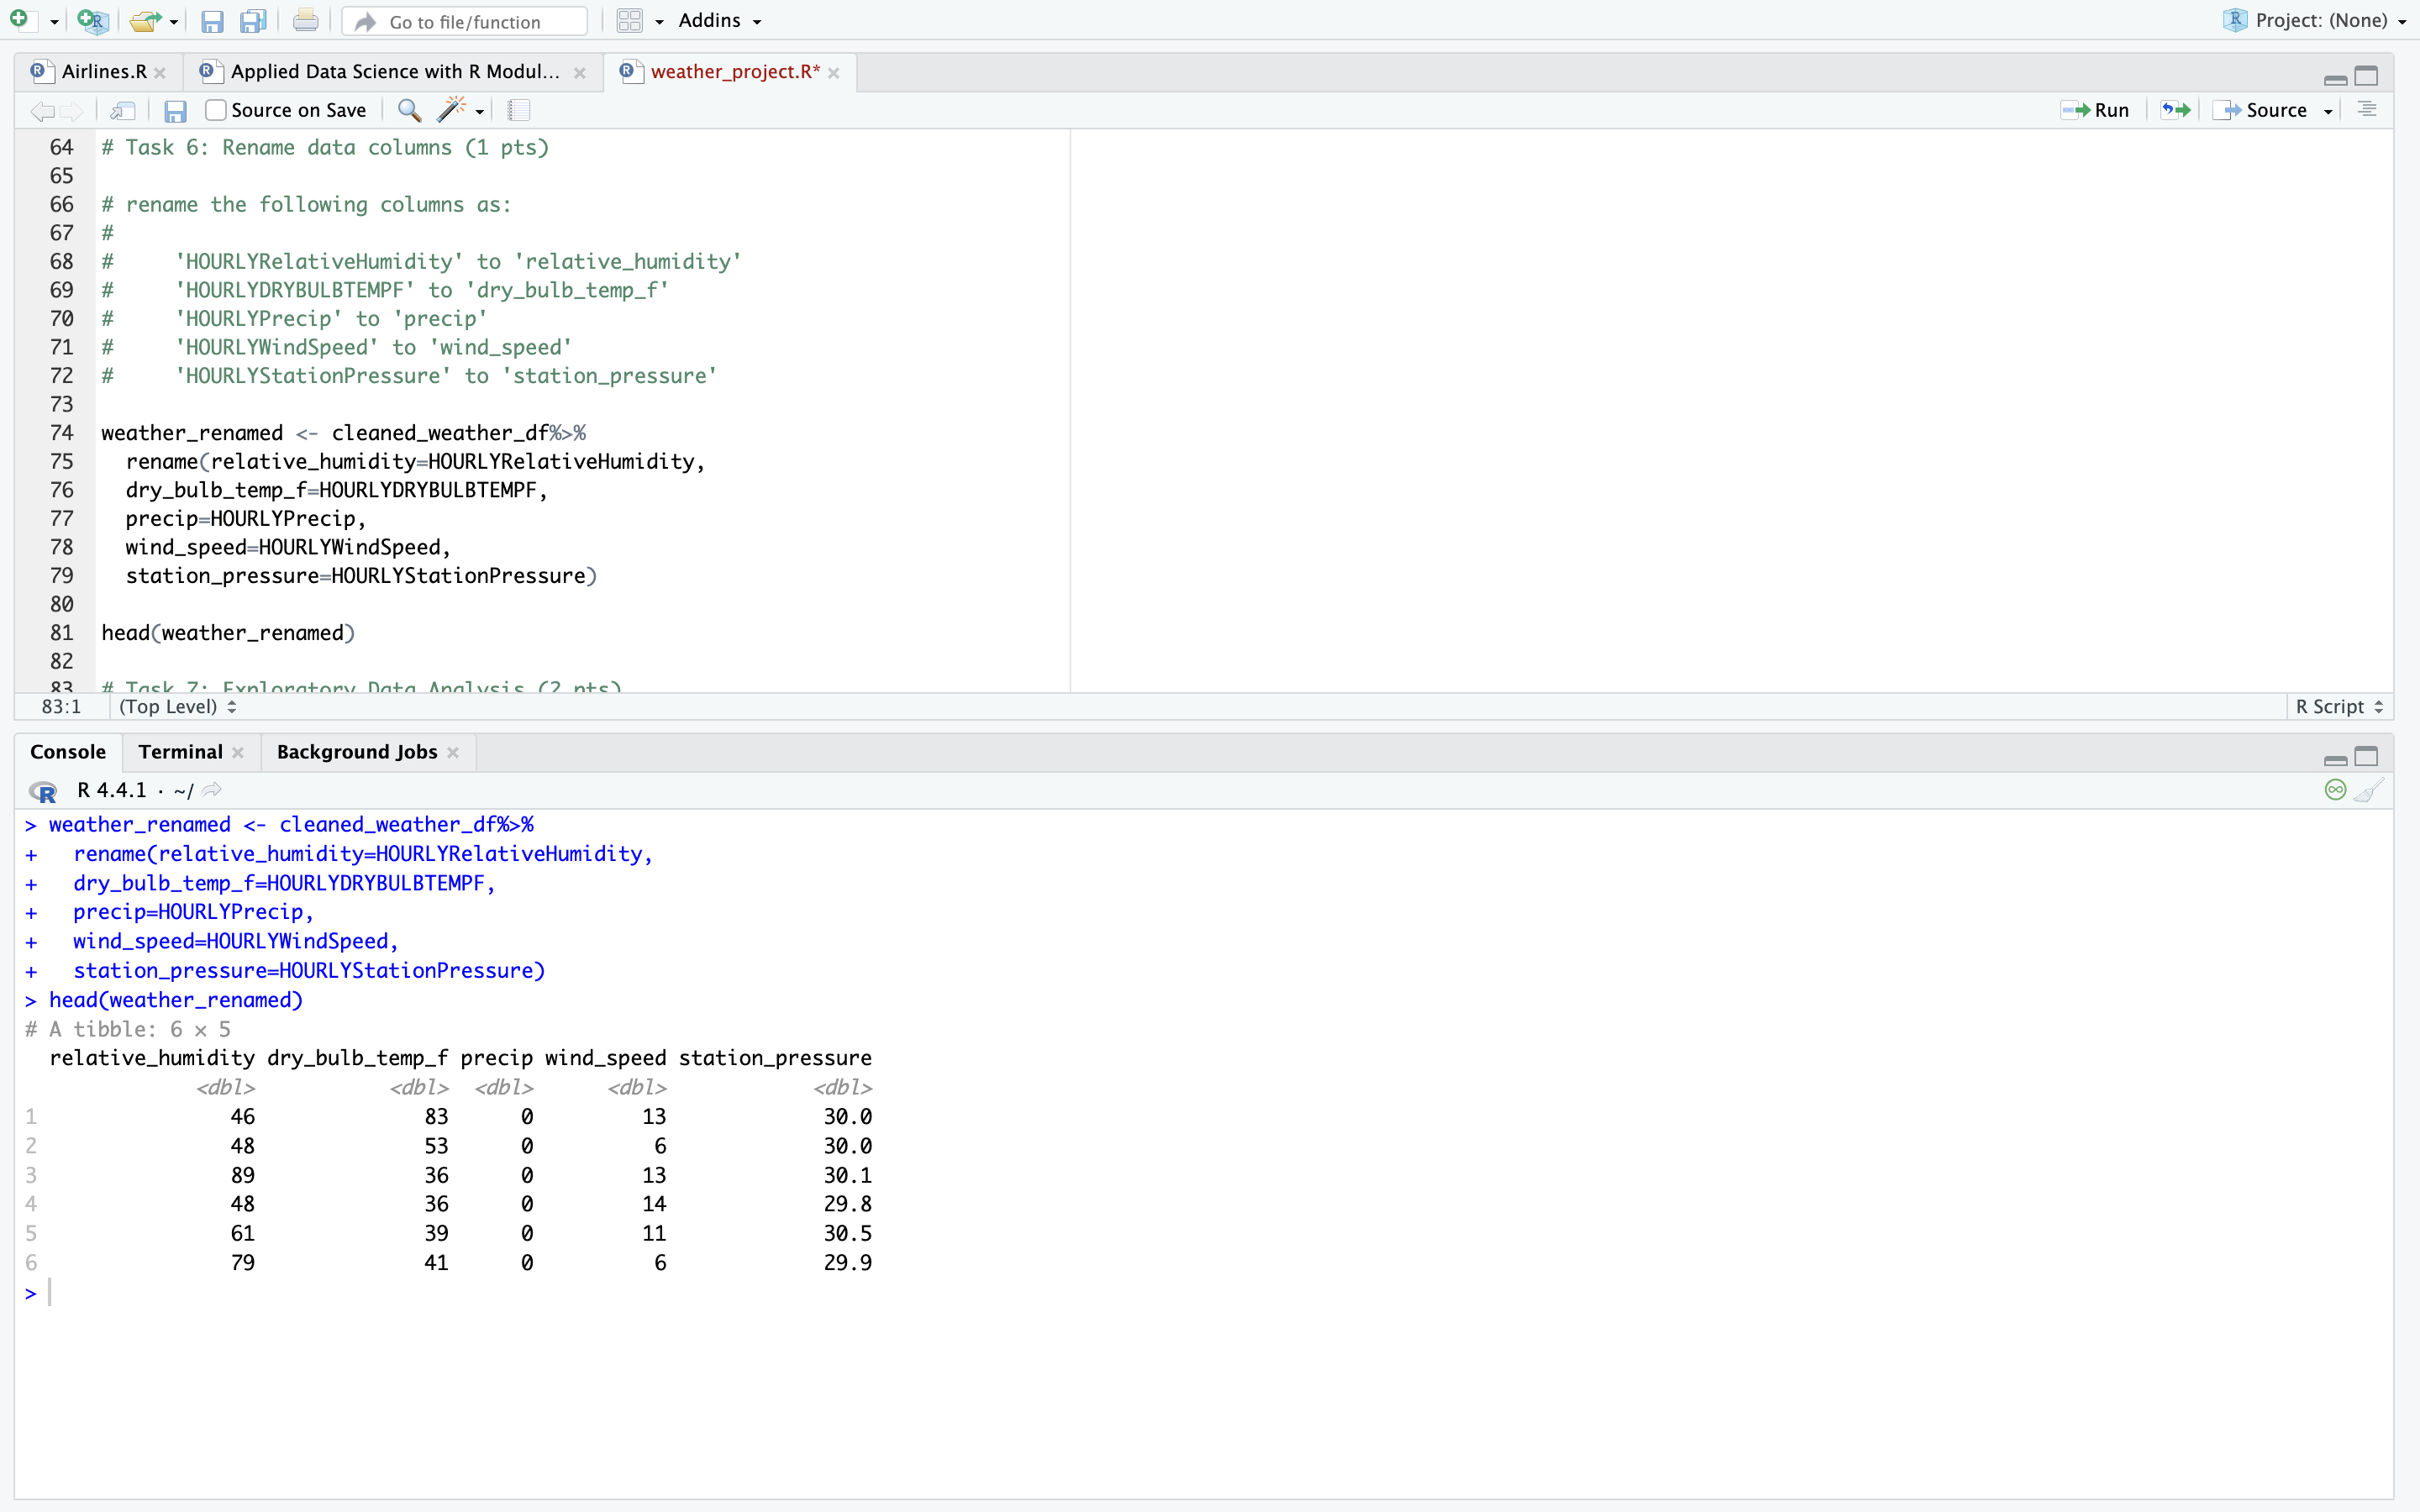 Go to file/function
Addins
Project: (None)
Airlines.R
Applied Data Science with R Modul...
weather_project.R*
Source on Save
Run
Source
64 # Task 6: Rename data columns (1 pts)
65
66 # rename the following columns as:
67 #
68 #     'HOURLYRelativeHumidity' to 'relative_humidity'
69 #     'HOURLYDRYBULBTEMPF' to 'dry_bulb_temp_f'
70 #     'HOURLYPrecip' to 'precip'
71 #     'HOURLYWindSpeed' to 'wind_speed'
72 #     'HOURLYStationPressure' to 'station_pressure'
73
74 weather_renamed <- cleaned_weather_df%>%
75   rename(relative_humidity=HOURLYRelativeHumidity,
76   dry_bulb_temp_f=HOURLYDRYBULBTEMPF,
77   precip=HOURLYPrecip,
78   wind_speed=HOURLYWindSpeed,
79   station_pressure=HOURLYStationPressure)
80
81 head(weather_renamed)
82
83 # Task 7: Exploratory Data Analysis (2 pts)
83:1 (Top Level) R Script
Console Terminal Background Jobs
R 4.4.1 · ~/
> weather_renamed <- cleaned_weather_df%>%
+   rename(relative_humidity=HOURLYRelativeHumidity,
+   dry_bulb_temp_f=HOURLYDRYBULBTEMPF,
+   precip=HOURLYPrecip,
+   wind_speed=HOURLYWindSpeed,
+   station_pressure=HOURLYStationPressure)
> head(weather_renamed)
# A tibble: 6 × 5
relative_humidity dry_bulb_temp_f precip wind_speed station_pressure
<dbl> <dbl> <dbl> <dbl> <dbl>
1 46 83 0 13 30.0
2 48 53 0 6 30.0
3 89 36 0 13 30.1
4 48 36 0 14 29.8
5 61 39 0 11 30.5
6 79 41 0 6 29.9
>